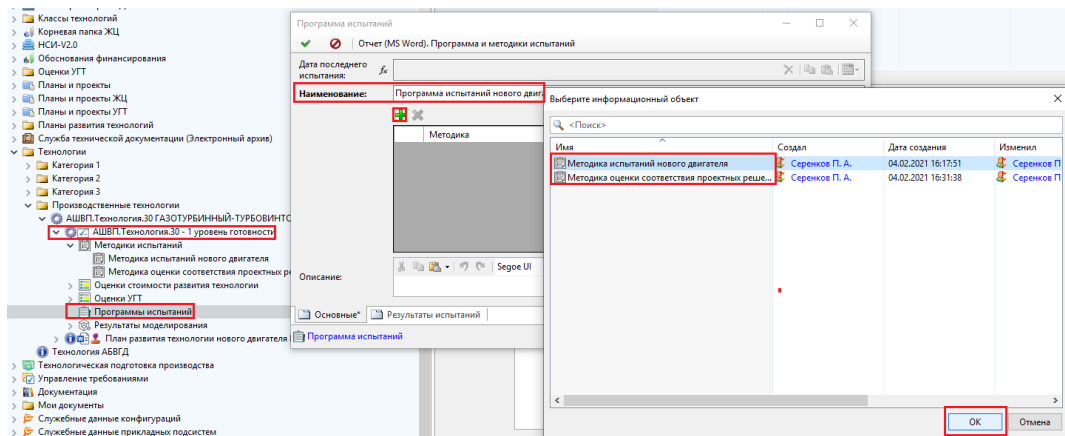 Классы технологий
Корневая папка ЖЦ
НСИ-V2.0
Обоснования финансирования
Оценки УГТ
Планы и проекты
Планы и проекты ЖЦ
Планы и проекты УГТ
Планы развития технологий
Служба технической документации (Электронный архив)
Технологии
Категория 1
Категория 2
Категория 3
Производственные технологии
АШВП.Технология.30 ГАЗОТУРБИННЫЙ-ТУРБОВИНТО
АШВП.Технология.30 - 1 уровень готовности
Методики испытаний
Методика испытаний нового двигателя
Методика оценки соответствия проектных ре
Оценки стоимости развития технологии
Оценки УГТ
Программы испытаний
Результаты моделирования
План развития технологии нового двигателя
Технология АБВГД
Технологическая подготовка производства
Управление требованиями
Документация
Мои документы
Служебные данные конфигураций
Служебные данные прикладных подсистем
Программа испытаний
Отчет (MS Word). Программа и методики испытаний
Дата последнего испытания: fx
Наименование: Программа испытаний нового двиг
Методика
Описание: Segoe UI
Основные* Результаты испытаний
Программа испытаний
Выберите информационный объект
<Поиск>
Имя Создал Дата создания Изменил
Методика испытаний нового двигателя Серенков П. А. 04.02.2021 16:17:51 Серенков П
Методика оценки соответствия проектных реше... Серенков П. А. 04.02.2021 16:31:38 Серенков П
OK Отмена